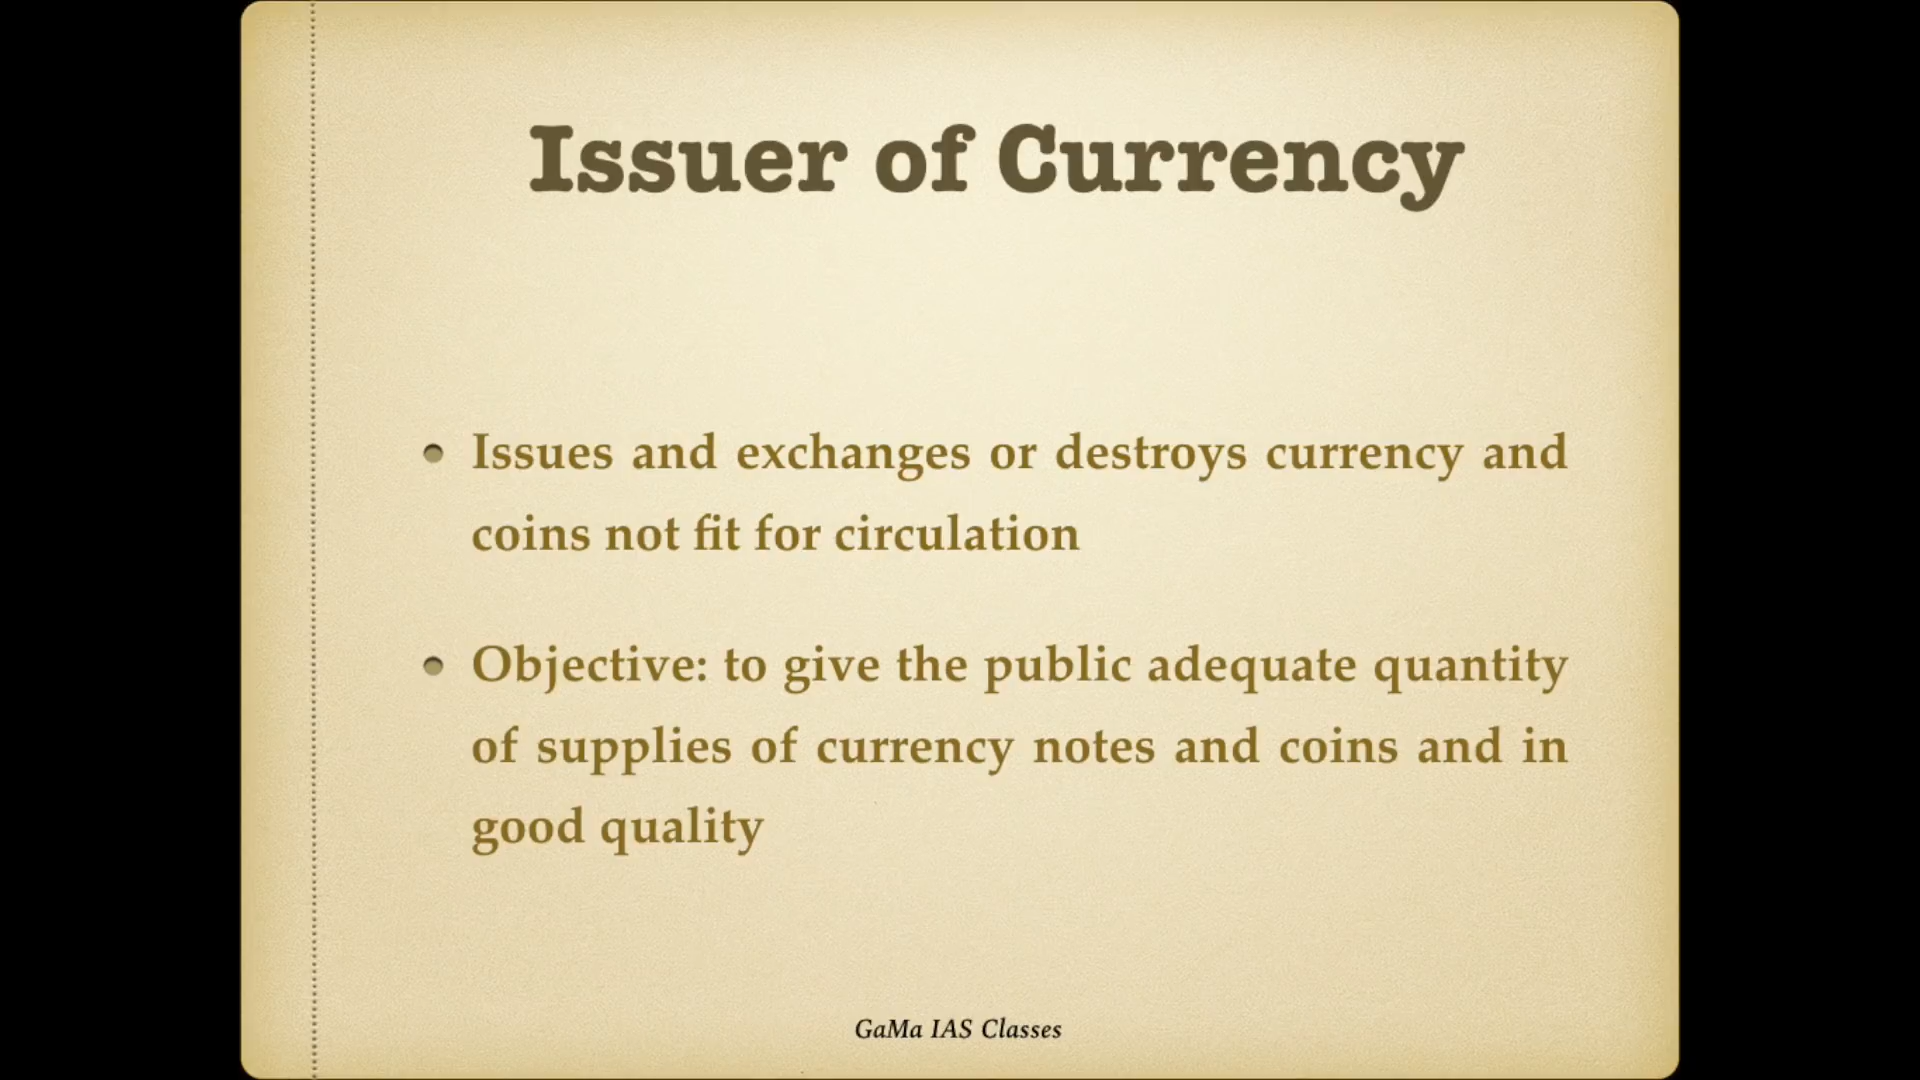 Issuer of Currency
• Issues and exchanges or destroys currency and
coins not fit for circulation
• Objective: to give the public adequate quantity
of supplies of currency notes and coins and in
good quality
GaMa IAS Classes